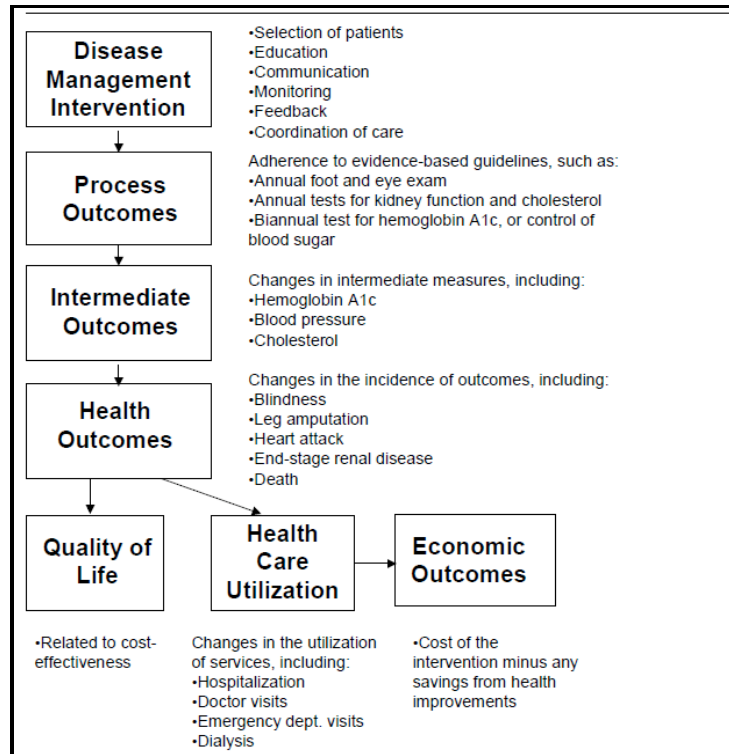 Disease
Management
Intervention
•Selection of patients
•Education
•Communication
•Monitoring
•Feedback
•Coordination of care
Process
Outcomes
Adherence to evidence-based guidelines, such as:
•Annual foot and eye exam
•Annual tests for kidney function and cholesterol
•Biannual test for hemoglobin A1c, or control of
blood sugar
Intermediate
Outcomes
Changes in intermediate measures, including:
•Hemoglobin A1c
•Blood pressure
•Cholesterol
Health
Outcomes
Changes in the incidence of outcomes, including:
•Blindness
•Leg amputation
•Heart attack
•End-stage renal disease
•Death
Quality of
Life
Health
Care
Utilization
Economic
Outcomes
•Related to cost-
effectiveness
Changes in the utilization
of services, including:
•Hospitalization
•Doctor visits
•Emergency dept. visits
•Dialysis
•Cost of the
intervention minus any
savings from health
improvements